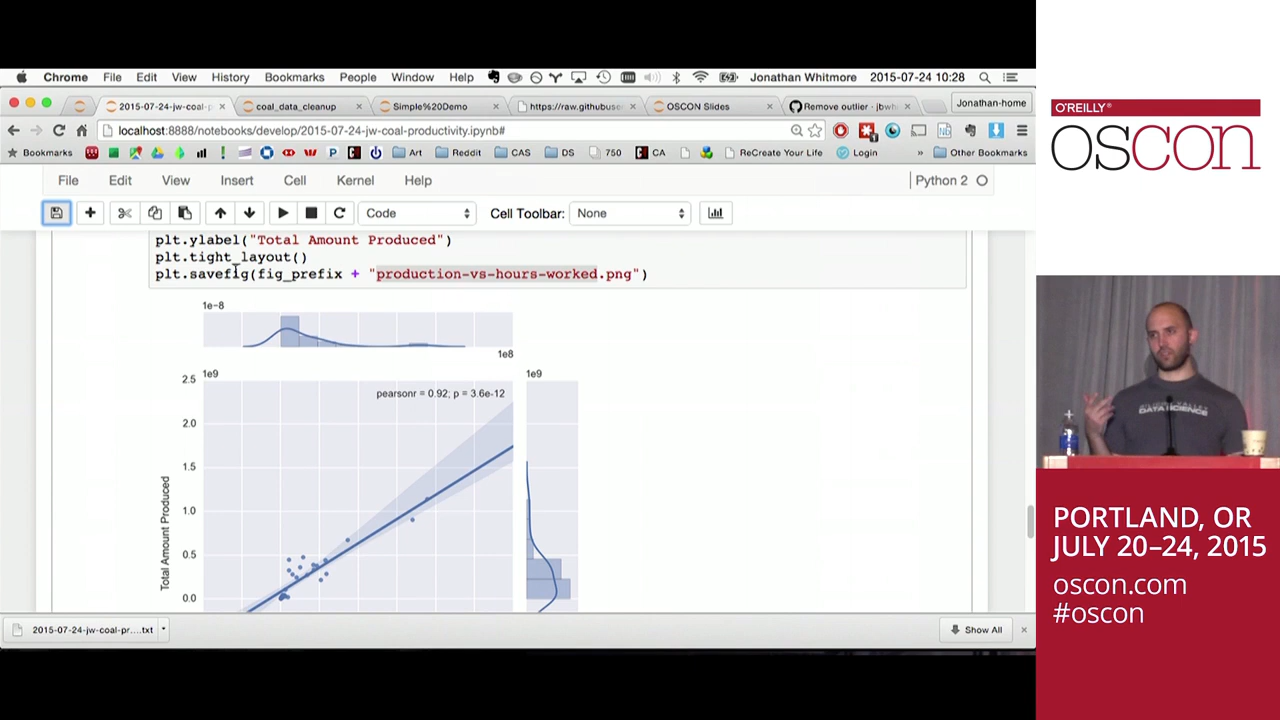 Chrome File Edit View History Bookmarks People Window Help Jonathan Whitmore 2015-07-24 10:28
2015-07-24-jw-coal-p coal_data_cleanup Simple%20Demo https://raw.githubuse OSCON Slides Remove outlier · jbwhi Jonathan-home
localhost:8888/notebooks/develop/2015-07-24-jw-coal-productivity.ipynb#
Bookmarks Art Reddit CAS DS 750 CA ReCreate Your Life Login » Other Bookmarks
File Edit View Insert Cell Kernel Help Python 2
Code Cell Toolbar: None
plt.ylabel("Total Amount Produced")
plt.tight_layout()
plt.savefig(fig_prefix + "production-vs-hours-worked.png")
1e-8
1e8
1e9 1e9
pearsonr = 0.92; p = 3.6e-12
2.5
2.0
1.5
1.0
0.5
0.0
Total Amount Produced
2015-07-24-jw-coal-pr....txt Show All
O'REILLY®
OSCON
DATA SCIENCE
PORTLAND, OR
JULY 20–24, 2015
oscon.com
#oscon